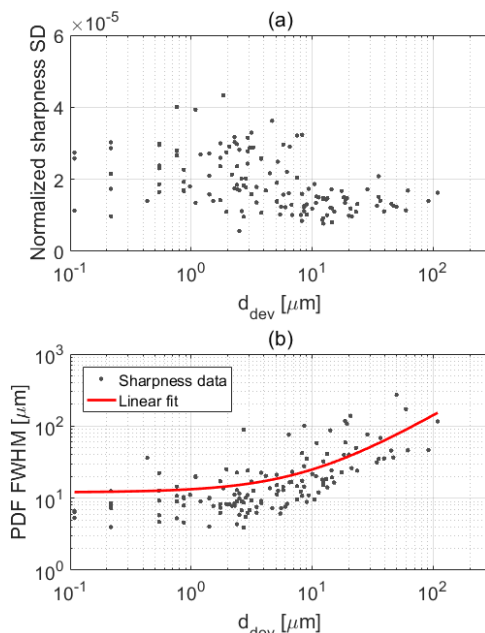 (a)
×10⁻⁵
Normalized sharpness SD
6
4
2
0
10⁻¹ 10⁰ 10¹ 10²
d_dev [μm]
(b)
PDF FWHM [μm]
10³
10²
10¹
10⁰
Sharpness data
Linear fit
10⁻¹ 10⁰ 10¹ 10²
d_dev [μm]